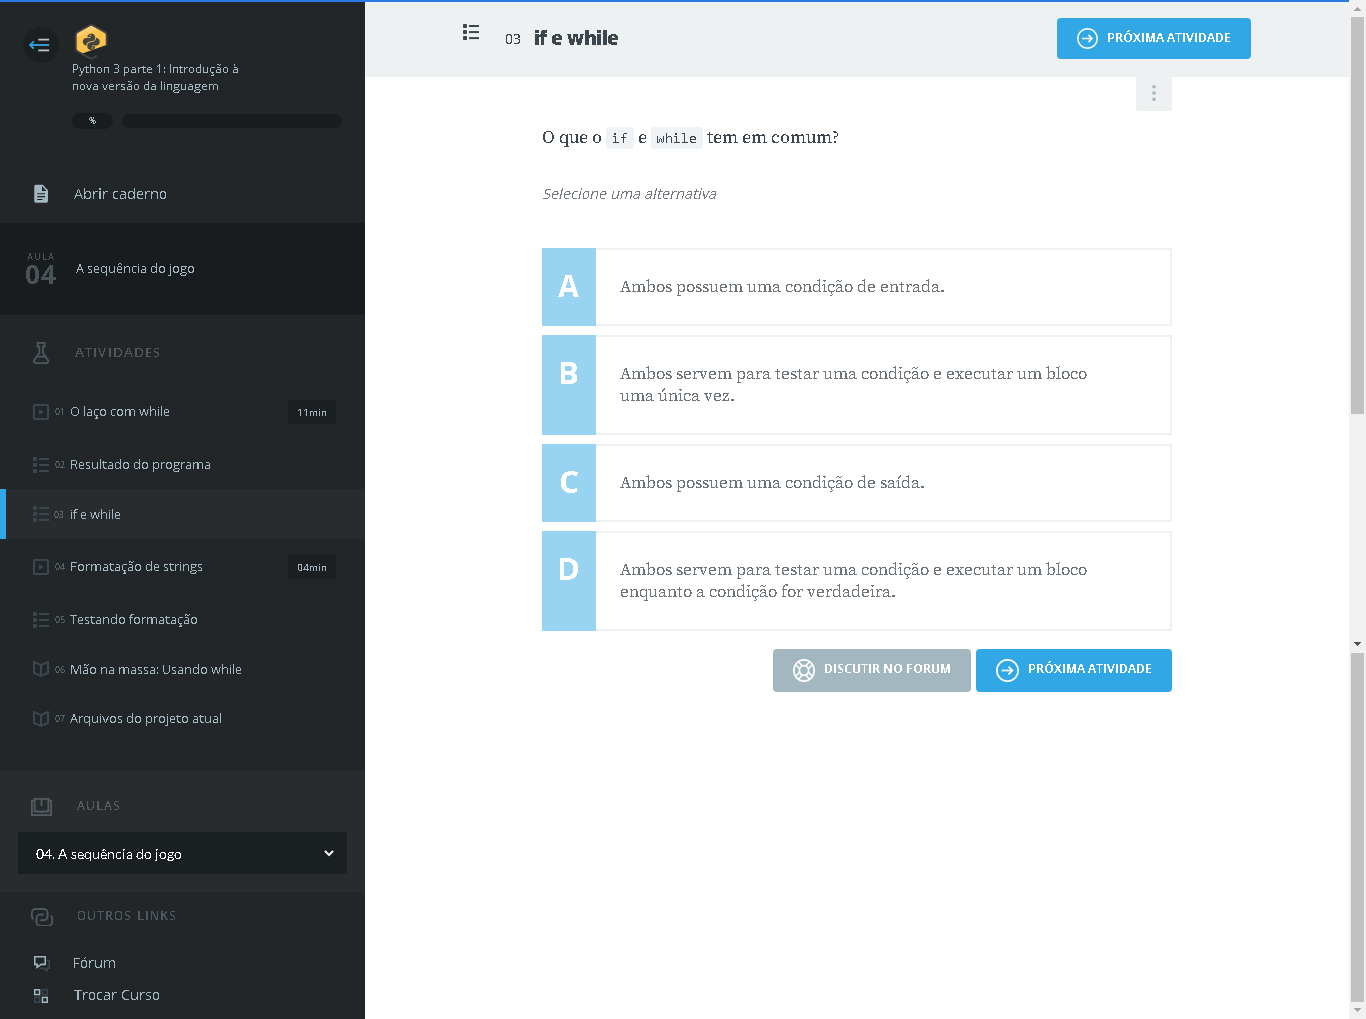 Python 3 parte 1: Introdução à
nova versão da linguagem
%
Abrir caderno
AULA
04
A sequência do jogo
ATIVIDADES
01 O laço com while 11min
02 Resultado do programa
03 if e while
04 Formatação de strings 04min
05 Testando formatação
06 Mão na massa: Usando while
07 Arquivos do projeto atual
AULAS
04. A sequência do jogo
OUTROS LINKS
Fórum
Trocar Curso
03 if e while
PRÓXIMA ATIVIDADE
O que o if e while tem em comum?
Selecione uma alternativa
A Ambos possuem uma condição de entrada.
B Ambos servem para testar uma condição e executar um bloco
uma única vez.
C Ambos possuem uma condição de saída.
D Ambos servem para testar uma condição e executar um bloco
enquanto a condição for verdadeira.
DISCUTIR NO FORUM
PRÓXIMA ATIVIDADE